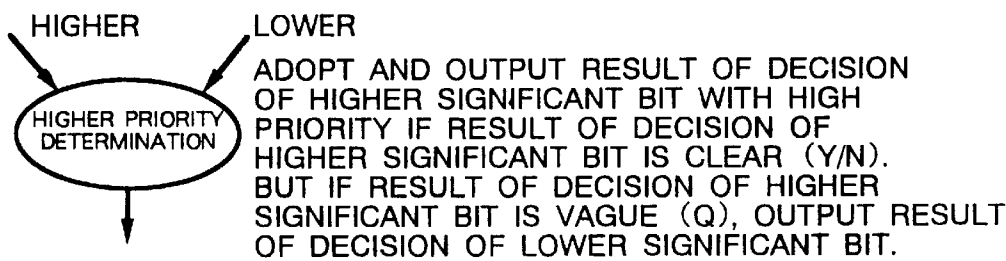 HIGHER
LOWER
HIGHER PRIORITY
DETERMINATION
ADOPT AND OUTPUT RESULT OF DECISION
OF HIGHER SIGNIFICANT BIT WITH HIGH
PRIORITY IF RESULT OF DECISION OF
HIGHER SIGNIFICANT BIT IS CLEAR (Y/N).
BUT IF RESULT OF DECISION OF HIGHER
SIGNIFICANT BIT IS VAGUE (Q), OUTPUT RESULT
OF DECISION OF LOWER SIGNIFICANT BIT.